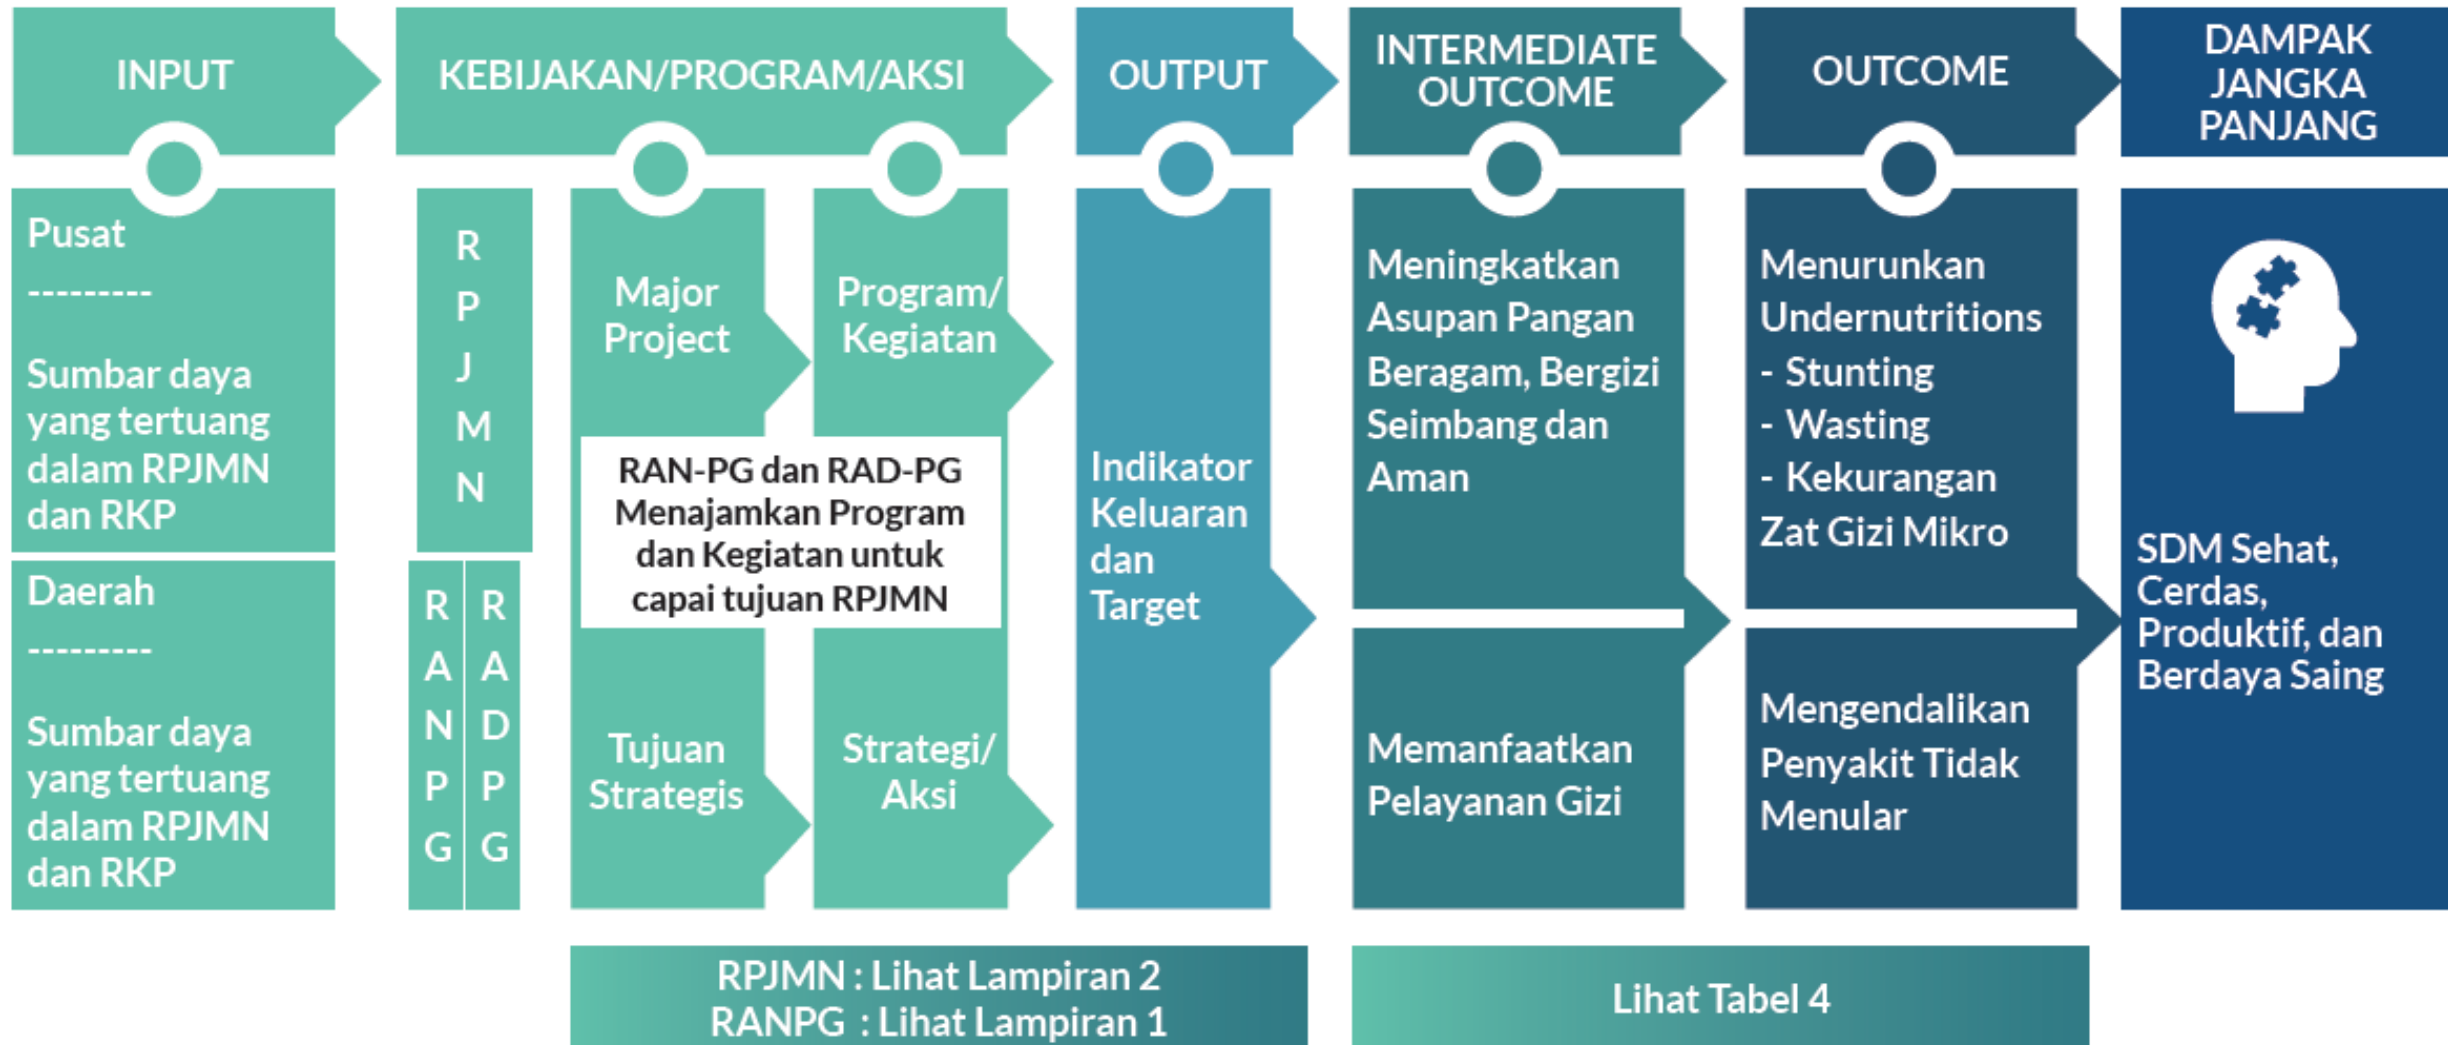 INPUT
KEBIJAKAN/PROGRAM/AKSI
OUTPUT
INTERMEDIATE
OUTCOME
OUTCOME
DAMPAK
JANGKA
PANJANG
Pusat
---------
Sumbar daya
yang tertuang
dalam RPJMN
dan RKP
Daerah
---------
Sumbar daya
yang tertuang
dalam RPJMN
dan RKP
R
P
J
M
N
R
A
N
P
G
R
A
D
P
G
Major
Project
Program/
Kegiatan
RAN-PG dan RAD-PG
Menajamkan Program
dan Kegiatan untuk
capai tujuan RPJMN
Tujuan
Strategis
Strategi/
Aksi
Indikator
Keluaran
dan
Target
Meningkatkan
Asupan Pangan
Beragam, Bergizi
Seimbang dan
Aman
Memanfaatkan
Pelayanan Gizi
Menurunkan
Undernutritions
- Stunting
- Wasting
- Kekurangan
Zat Gizi Mikro
Mengendalikan
Penyakit Tidak
Menular
SDM Sehat,
Cerdas,
Produktif, dan
Berdaya Saing
RPJMN : Lihat Lampiran 2
RANPG : Lihat Lampiran 1
Lihat Tabel 4